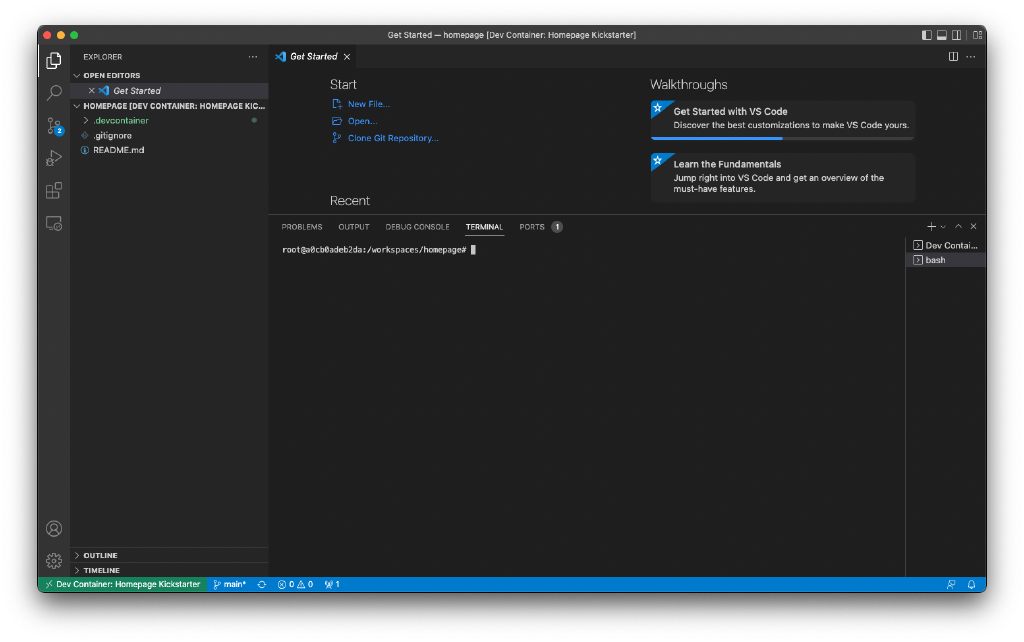 Get Started — homepage [Dev Container: Homepage Kickstarter]
EXPLORER
Get Started
OPEN EDITORS
Get Started
HOMEPAGE [DEV CONTAINER: HOMEPAGE KIC...
.devcontainer
.gitignore
README.md
2
Start
New File...
Open...
Clone Git Repository...
Recent
Walkthroughs
Get Started with VS Code
Discover the best customizations to make VS Code yours.
Learn the Fundamentals
Jump right into VS Code and get an overview of the
must-have features.
PROBLEMS OUTPUT DEBUG CONSOLE TERMINAL PORTS 1
root@a0cb0adeb2da:/workspaces/homepage#
Dev Contai...
bash
OUTLINE
TIMELINE
Dev Container: Homepage Kickstarter main* 0 0 1